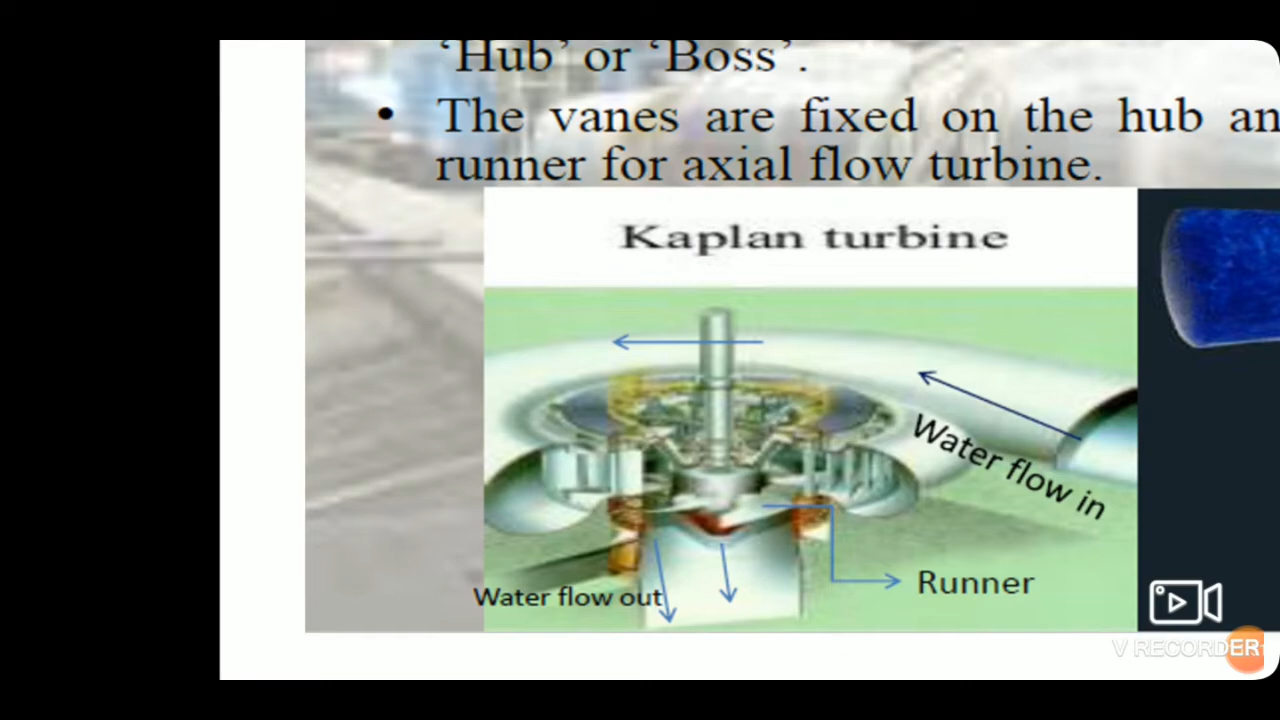 ‘Hub’ or ‘Boss’.
• The vanes are fixed on the hub an
runner for axial flow turbine.
Kaplan turbine
Water flow in
Water flow out
Runner
V RECORDER